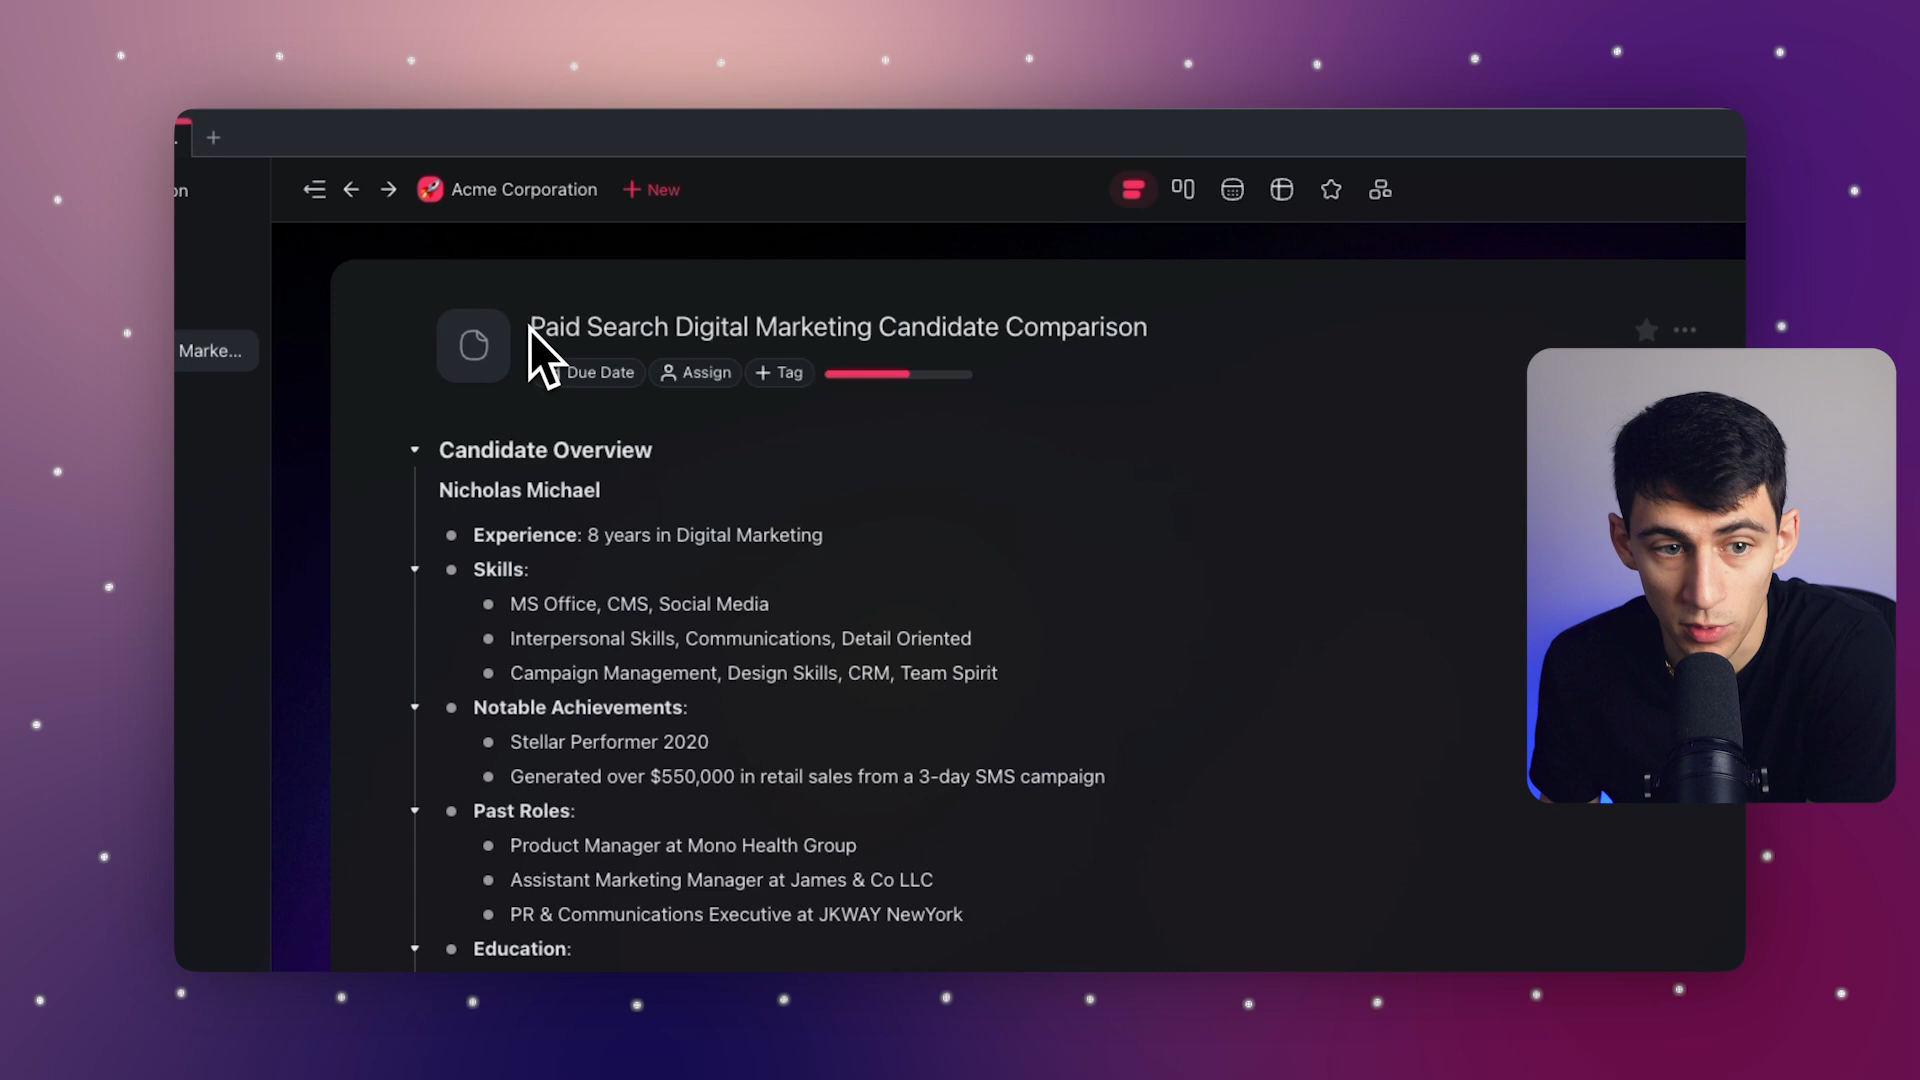 on
Acme Corporation
New
Marke...
Paid Search Digital Marketing Candidate Comparison
Due Date
Assign
Tag
Candidate Overview
Nicholas Michael
Experience: 8 years in Digital Marketing
Skills:
MS Office, CMS, Social Media
Interpersonal Skills, Communications, Detail Oriented
Campaign Management, Design Skills, CRM, Team Spirit
Notable Achievements:
Stellar Performer 2020
Generated over $550,000 in retail sales from a 3-day SMS campaign
Past Roles:
Product Manager at Mono Health Group
Assistant Marketing Manager at James & Co LLC
PR & Communications Executive at JKWAY NewYork
Education: